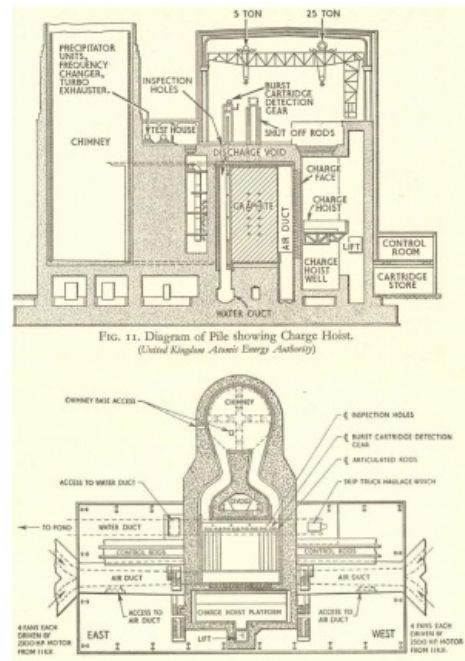 5 TON
25 TON
PRECIPITATOR
UNITS,
FREQUENCY
CHANGER,
TURBO
EXHAUSTER.
INSPECTION
HOLES
BURST
CARTRIDGE
DETECTION
GEAR
TEST HOUSE
SHUT OFF RODS
CHIMNEY
DISCHARGE VOID
CHARGE
FACE
GRAPHITE
AIR DUCT
CHARGE
HOIST
LIFT
CONTROL
ROOM
CHARGE
HOIST
WELL
CARTRIDGE
STORE
WATER DUCT
FIG. 11. Diagram of Pile showing Charge Hoist.
(United Kingdom Atomic Energy Authority)
CHIMNEY BASE ACCESS
CHIMNEY
℄ INSPECTION HOLES
℄ BURST CARTRIDGE DETECTION
GEAR
℄ ARTICULATED RODS
ACCESS TO WATER DUCT
SKIP TRUCK HAULAGE WINCH
VOID
TO POND
WATER DUCT
CONTROL RODS
CONTROL RODS
AIR DUCT
AIR DUCT
ACCESS TO
AIR DUCT
CHARGE HOIST PLATFORM
ACCESS TO
AIR DUCT
4 FANS EACH
DRIVEN BY
2500 HP MOTOR
FROM 11KV.
EAST
LIFT
WEST
4 FANS EACH
DRIVEN BY
2500 HP MOTOR
FROM 11KV.